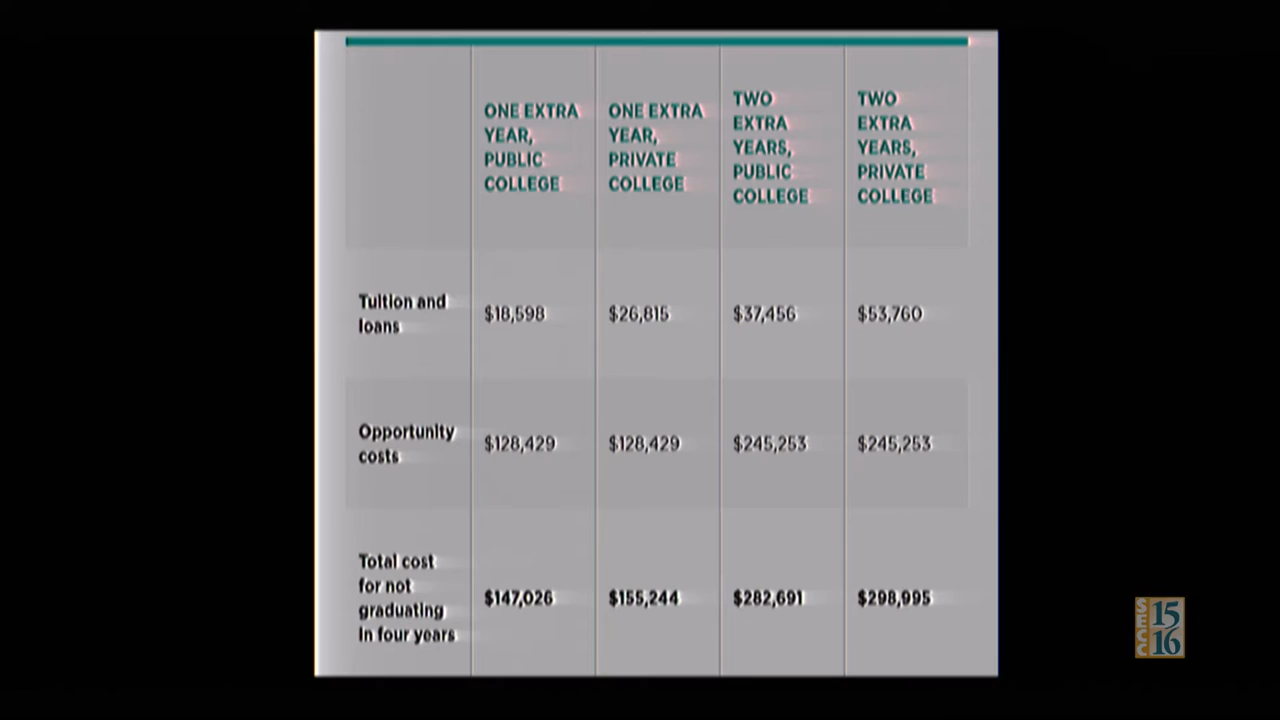 ONE EXTRA
YEAR,
PUBLIC
COLLEGE
ONE EXTRA
YEAR,
PRIVATE
COLLEGE
TWO
EXTRA
YEARS,
PUBLIC
COLLEGE
TWO
EXTRA
YEARS,
PRIVATE
COLLEGE
Tuition and
loans
$18,598
$26,815
$37,456
$53,760
Opportunity
costs
$128,429
$128,429
$245,253
$245,253
Total cost
for not
graduating
in four years
$147,026
$155,244
$282,691
$298,995
SECC
15
16